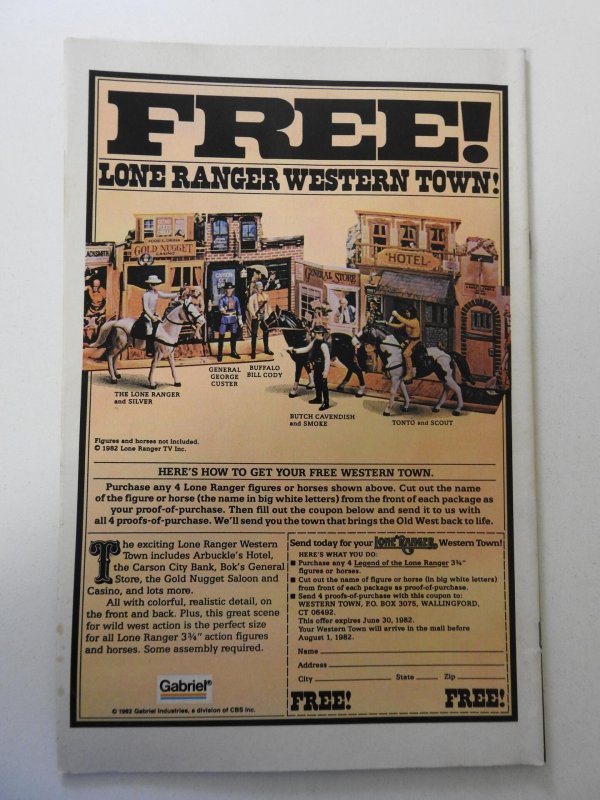 FREE!
LONE RANGER WESTERN TOWN!
GOLD NUGGET
CASINO
GENERAL STORE
HOTEL
THE LONE RANGER
and SILVER
GENERAL
GEORGE
CUSTER
BUFFALO
BILL CODY
BUTCH CAVENDISH
and SMOKE
TONTO and SCOUT
Figures and horses not included.
© 1982 Lone Ranger TV Inc.
HERE'S HOW TO GET YOUR FREE WESTERN TOWN.
Purchase any 4 Lone Ranger figures or horses shown above. Cut out the name
of the figure or horse (the name in big white letters) from the front of each package as
your proof-of-purchase. Then fill out the coupon below and send it to us with
all 4 proofs-of-purchase. We'll send you the town that brings the Old West back to life.
The exciting Lone Ranger Western
Town includes Arbuckle's Hotel,
the Carson City Bank, Bok's General
Store, the Gold Nugget Saloon and
Casino, and lots more.
All with colorful, realistic detail, on
the front and back. Plus, this great scene
for wild west action is the perfect size
for all Lone Ranger 3¾" action figures
and horses. Some assembly required.
Gabriel®
© 1982 Gabriel Industries, a division of CBS Inc.
Send today for your LONE RANGER Western Town!
HERE'S WHAT YOU DO:
■ Purchase any 4 Legend of the Lone Ranger 3¾"
figures or horses.
■ Cut out the name of figure or horse (in big white letters)
from front of each package as proof-of-purchase.
■ Send 4 proofs-of-purchase with this coupon to:
WESTERN TOWN, P.O. BOX 3075, WALLINGFORD,
CT 06492.
This offer expires June 30, 1982.
Your Western Town will arrive in the mail before
August 1, 1982.
Name
Address
City State Zip
FREE! FREE!